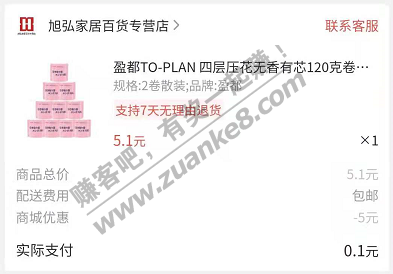 旭弘家居百货专营店 > 联系客服
盈都TO-PLAN 四层压花无香有芯120克卷…
规格:2卷散装;品牌:盈都
支持7天无理由退货
5.1元 ×1
商品总价 5.1元
配送费用 包邮
商城优惠 -5元
实际支付 0.1元
赚客吧，有奖一起赚！
www.zuanke8.com